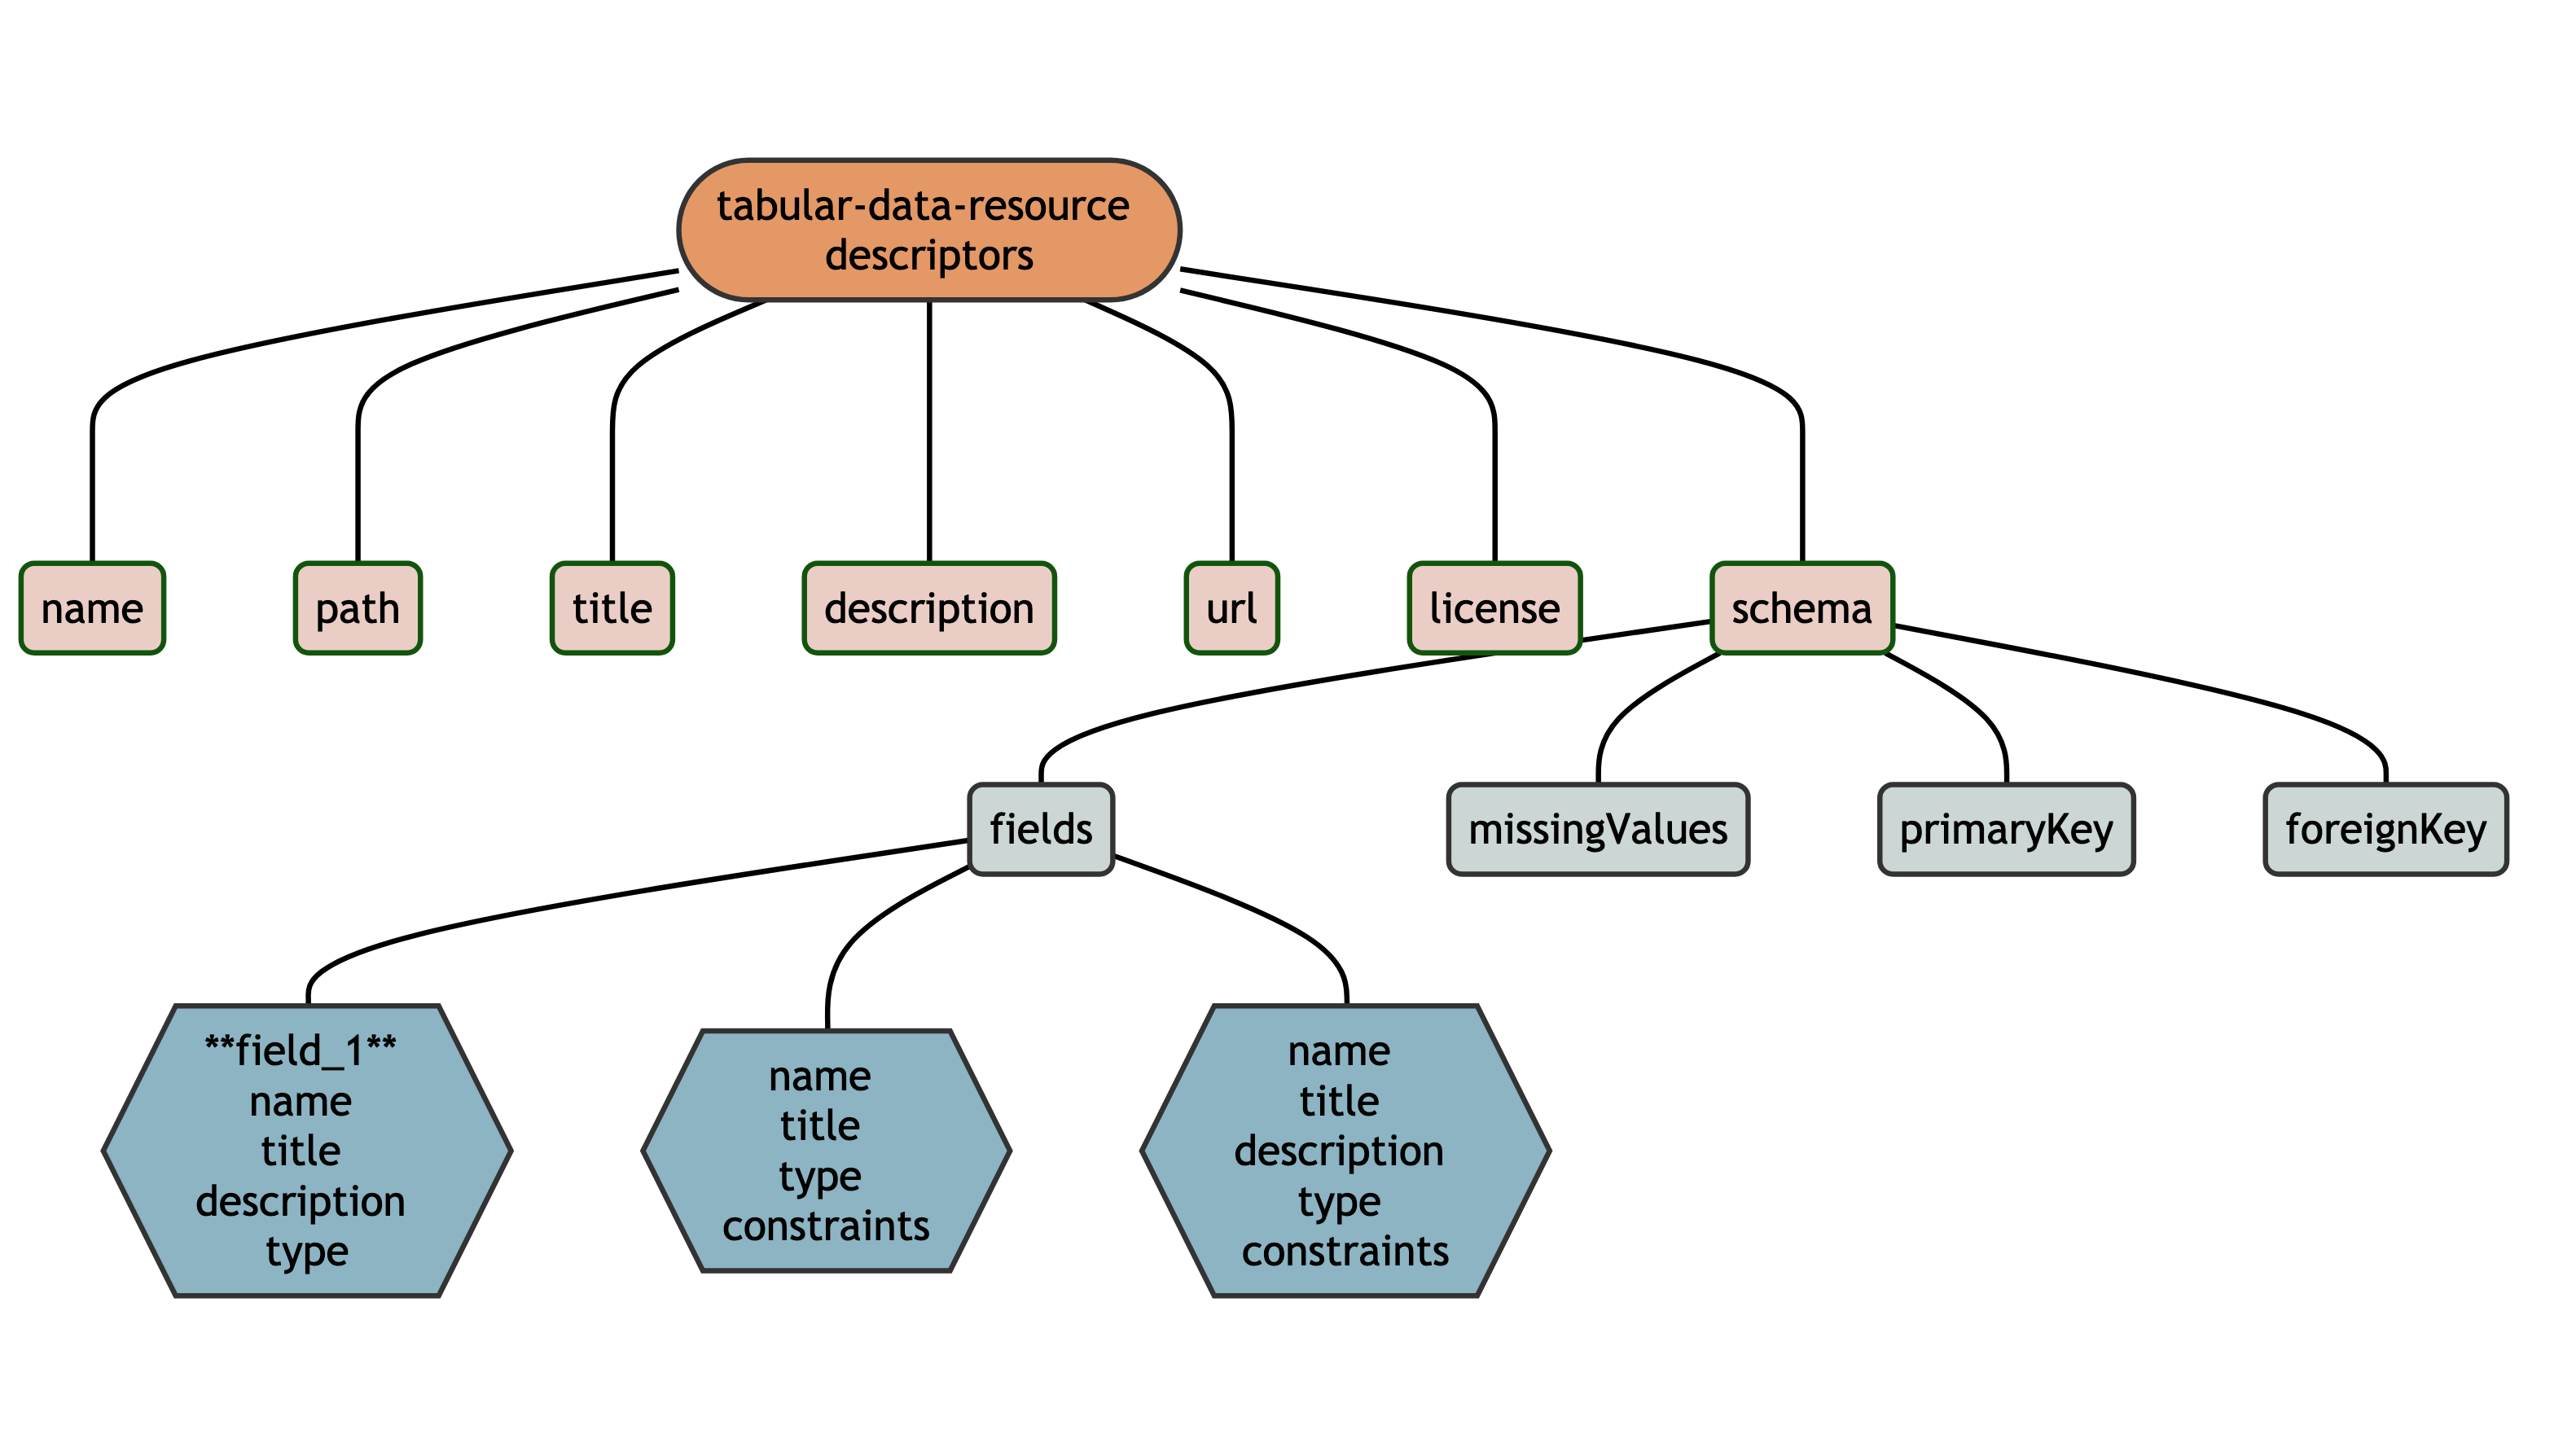 tabular-data-resource
descriptors
name
path
title
description
url
license
schema
fields
missingValues
primaryKey
foreignKey
**field_1**
name
title
description
type
name
title
type
constraints
name
title
description
type
constraints